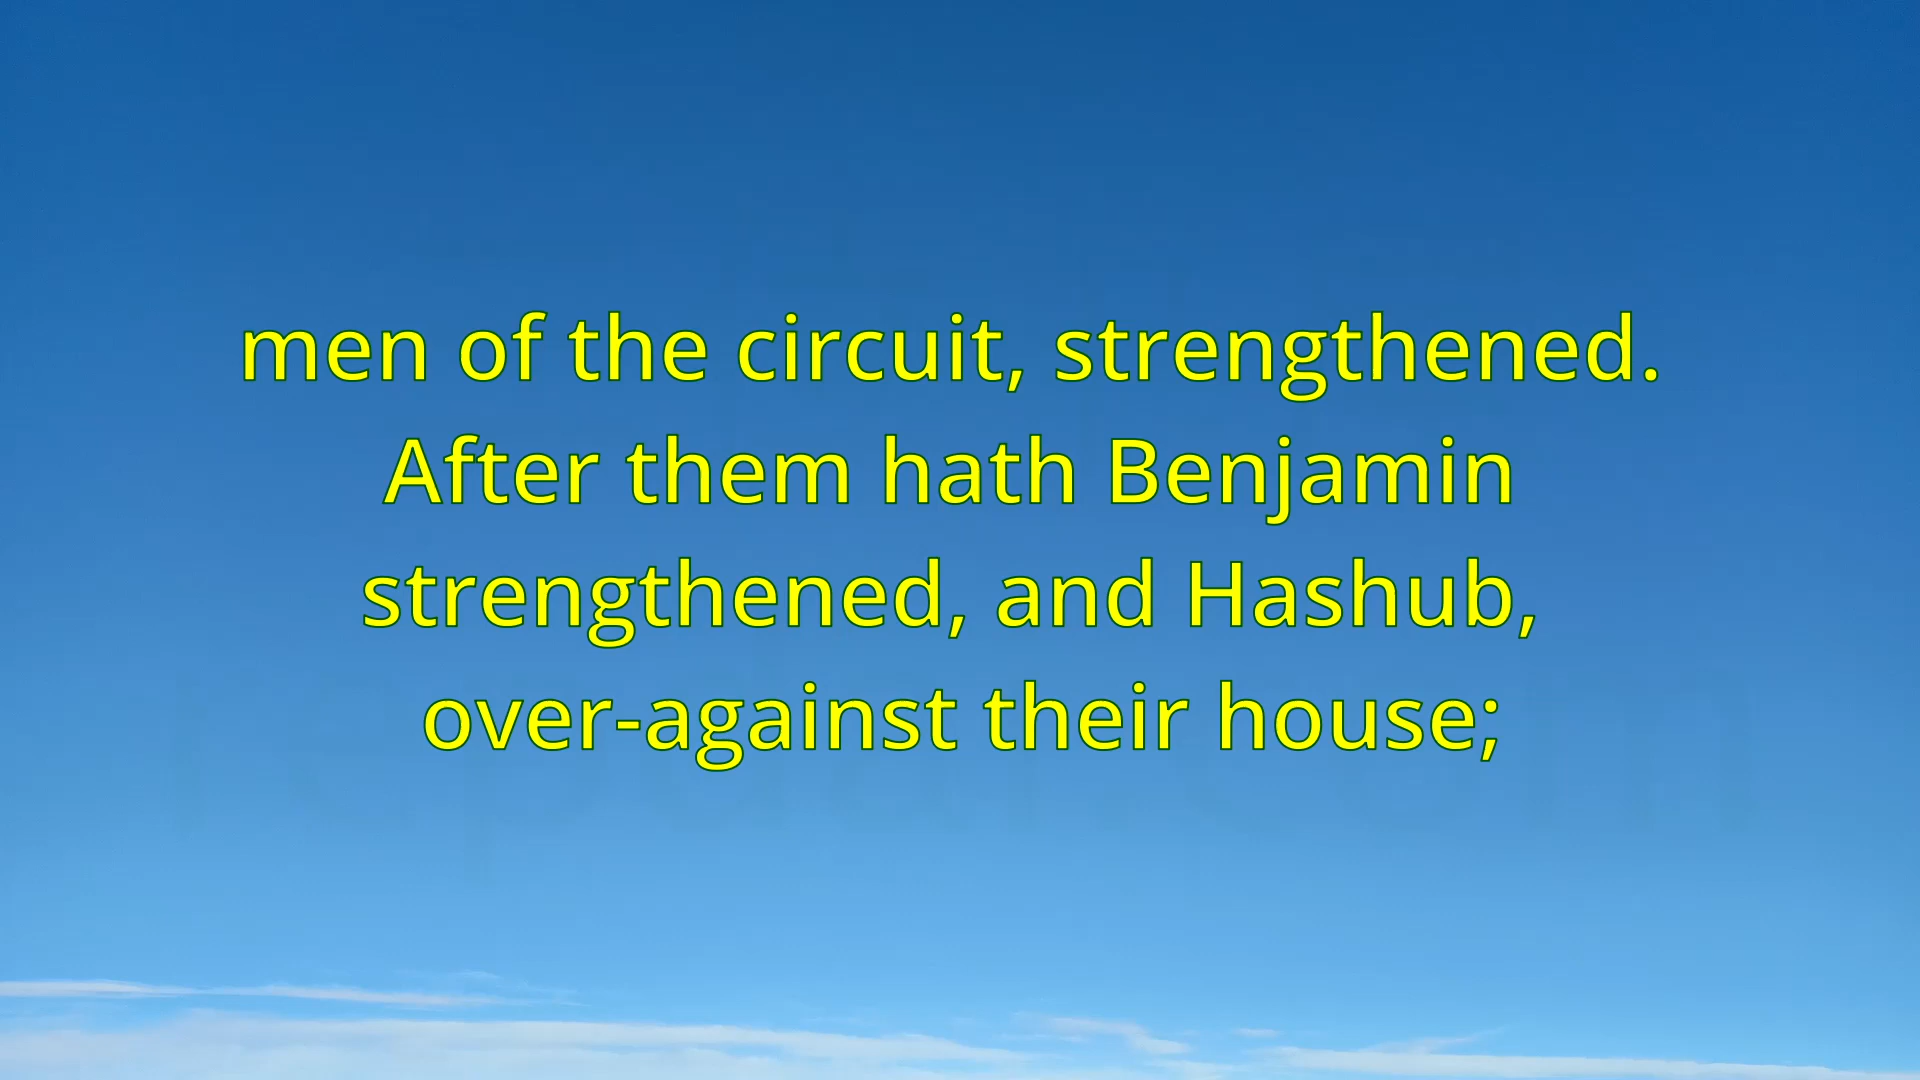 men of the circuit, strengthened.
After them hath Benjamin
strengthened, and Hashub,
over-against their house;